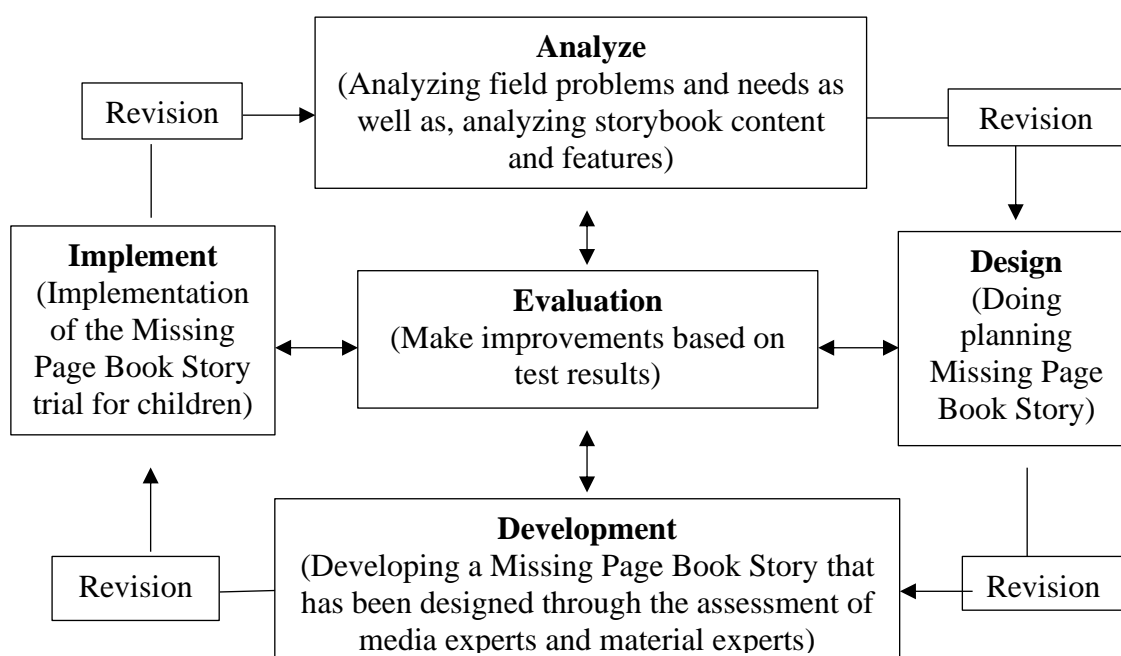 Analyze
(Analyzing field problems and needs as
well as, analyzing storybook content
and features)
Revision
Revision
Implement
(Implementation
of the Missing
Page Book Story
trial for children)
Evaluation
(Make improvements based on
test results)
Design
(Doing
planning
Missing Page
Book Story)
Development
(Developing a Missing Page Book Story that
has been designed through the assessment of
media experts and material experts)
Revision
Revision